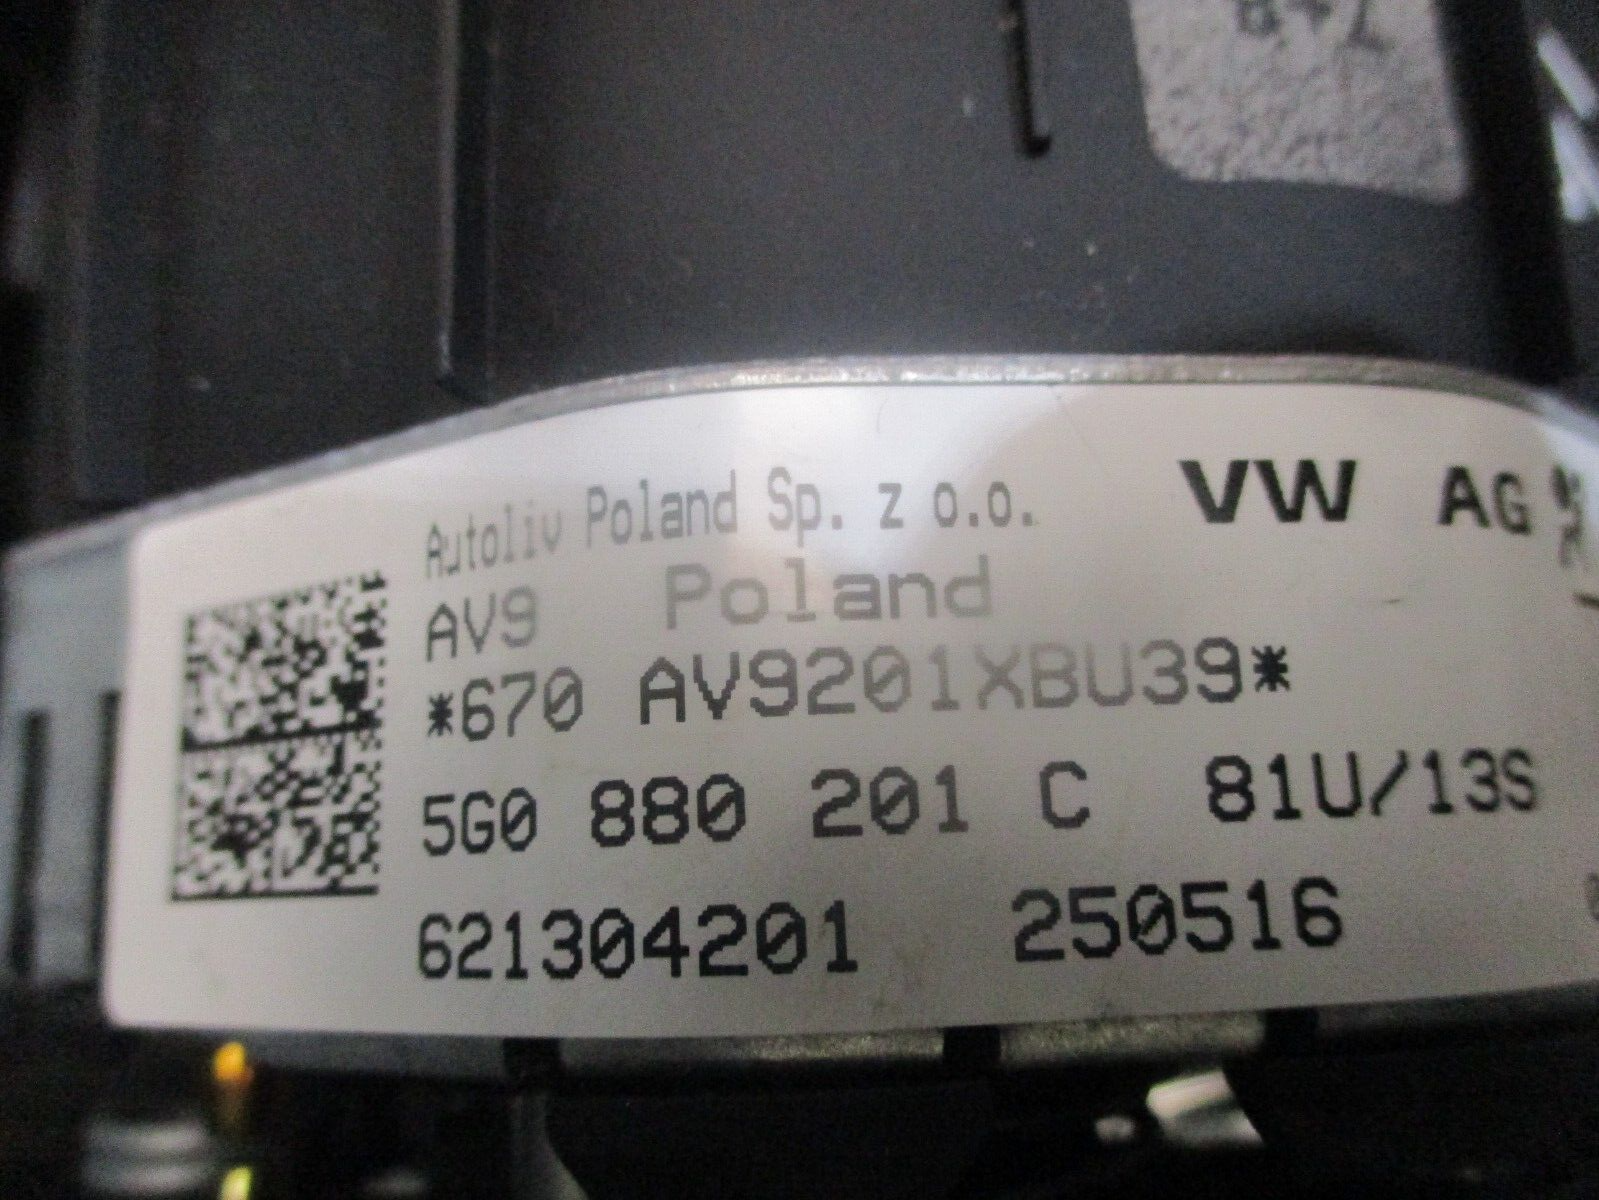 Autoliv Poland Sp. z o.o. VW AG
AV9 Poland
*670 AV9201XBU39*
5G0 880 201 C 81U/13S
621304201 250516